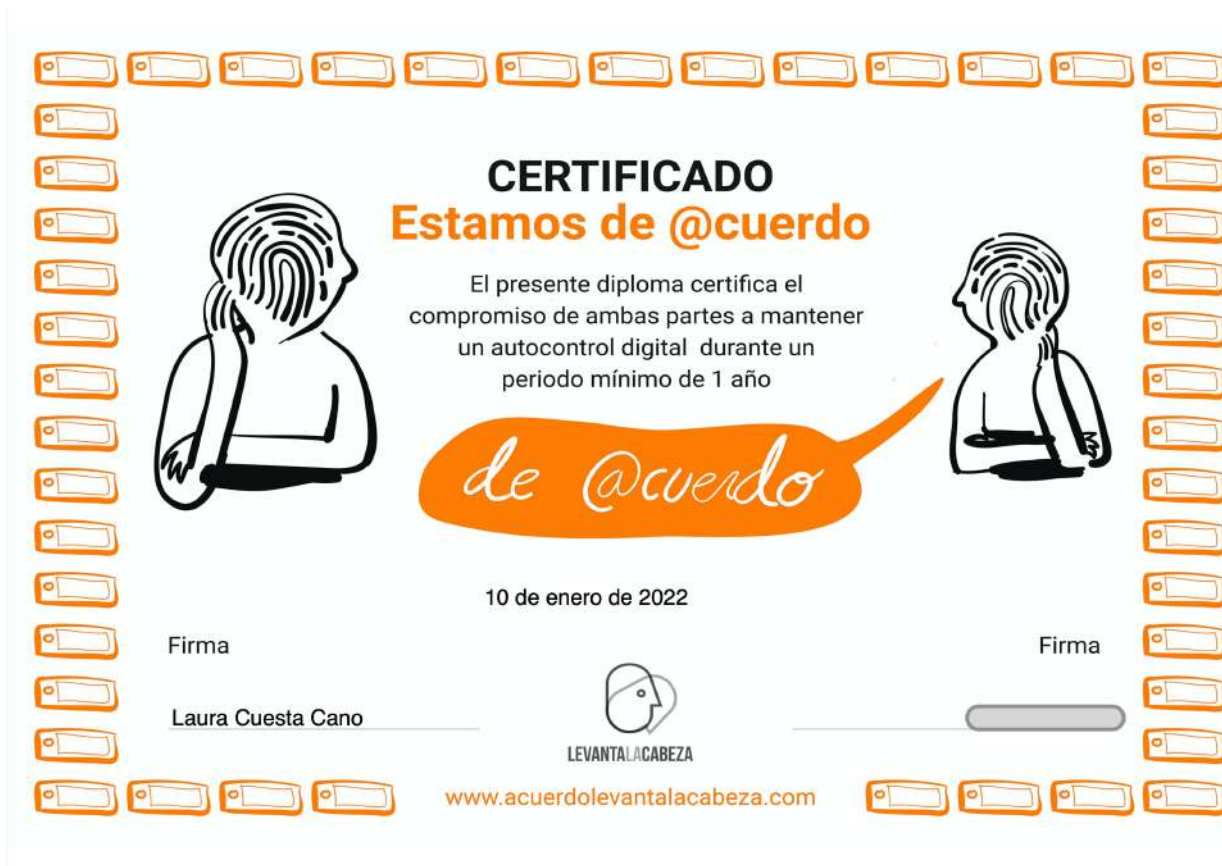 CERTIFICADO
Estamos de @cuerdo
El presente diploma certifica el
compromiso de ambas partes a mantener
un autocontrol digital durante un
periodo mínimo de 1 año
de @cuerdo
10 de enero de 2022
Firma
Firma
Laura Cuesta Cano
LEVANTALACABEZA
www.acuerdolevantalacabeza.com